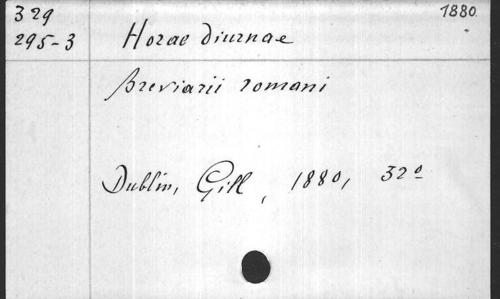 329 1880.
295-3 Horae diurnae
Breviarii romani
Dublin, Gill, 1880, 32º